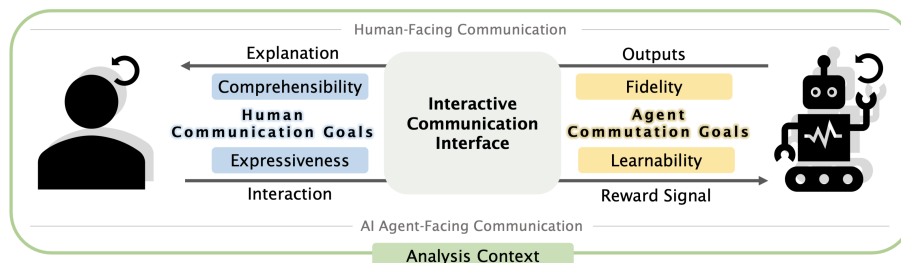 Human-Facing Communication
Explanation
Outputs
Comprehensibility
Fidelity
Human
Communication Goals
Interactive
Communication
Interface
Agent
Commutation Goals
Expressiveness
Learnability
Interaction
Reward Signal
AI Agent-Facing Communication
Analysis Context